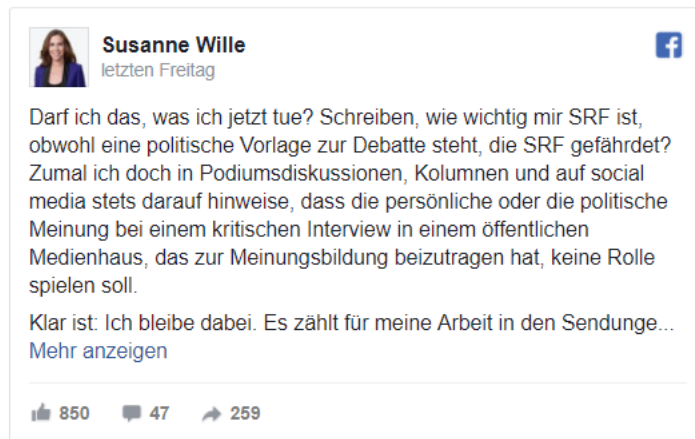 Susanne Wille
letzten Freitag
Darf ich das, was ich jetzt tue? Schreiben, wie wichtig mir SRF ist,
obwohl eine politische Vorlage zur Debatte steht, die SRF gefährdet?
Zumal ich doch in Podiumsdiskussionen, Kolumnen und auf social
media stets darauf hinweise, dass die persönliche oder die politische
Meinung bei einem kritischen Interview in einem öffentlichen
Medienhaus, das zur Meinungsbildung beizutragen hat, keine Rolle
spielen soll.
Klar ist: Ich bleibe dabei. Es zählt für meine Arbeit in den Sendunge...
Mehr anzeigen
850 47 259